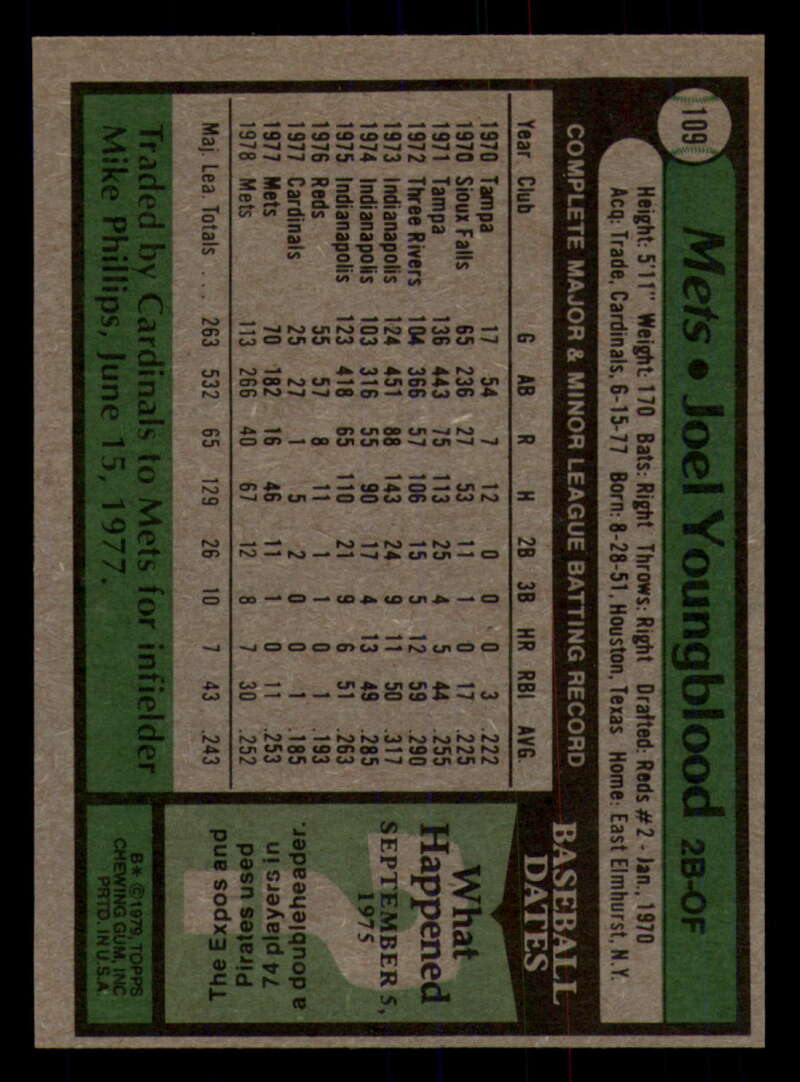 109
Mets • Joel Youngblood 2B-OF
Height: 5'11" Weight: 170 Bats: Right Throws: Right Drafted: Reds #2 - Jan., 1970
Acq: Trade, Cardinals, 6-15-77 Born: 8-28-51, Houston, Texas Home: East Elmhurst, N.Y.
COMPLETE MAJOR & MINOR LEAGUE BATTING RECORD
Year Club G AB R H 2B 3B HR RBI AVG
1970 Tampa 17 54 7 12 0 0 0 3 .222
1970 Sioux Falls 65 236 27 53 11 1 0 17 .225
1971 Tampa 136 443 75 113 25 4 5 44 .255
1972 Three Rivers 104 366 57 106 15 5 12 59 .290
1973 Indianapolis 124 451 88 143 24 9 11 50 .317
1974 Indianapolis 103 316 55 90 17 4 13 49 .285
1975 Indianapolis 123 418 65 110 21 9 6 51 .263
1976 Reds 55 57 8 11 1 1 0 1 .193
1977 Cardinals 25 27 1 5 2 0 0 1 .185
1977 Mets 70 182 16 46 11 1 0 11 .253
1978 Mets 113 266 40 67 12 8 7 30 .252
Maj. Lea. Totals .... 263 532 65 129 26 10 7 43 .243
Traded by Cardinals to Mets for infielder
Mike Phillips, June 15, 1977.
BASEBALL
DATES
What
Happened
SEPTEMBER 5,
1975
The Expos and
Pirates used
74 players in
a doubleheader.
B* ©1979, TOPPS
CHEWING GUM, INC
PRTD. IN U.S.A.